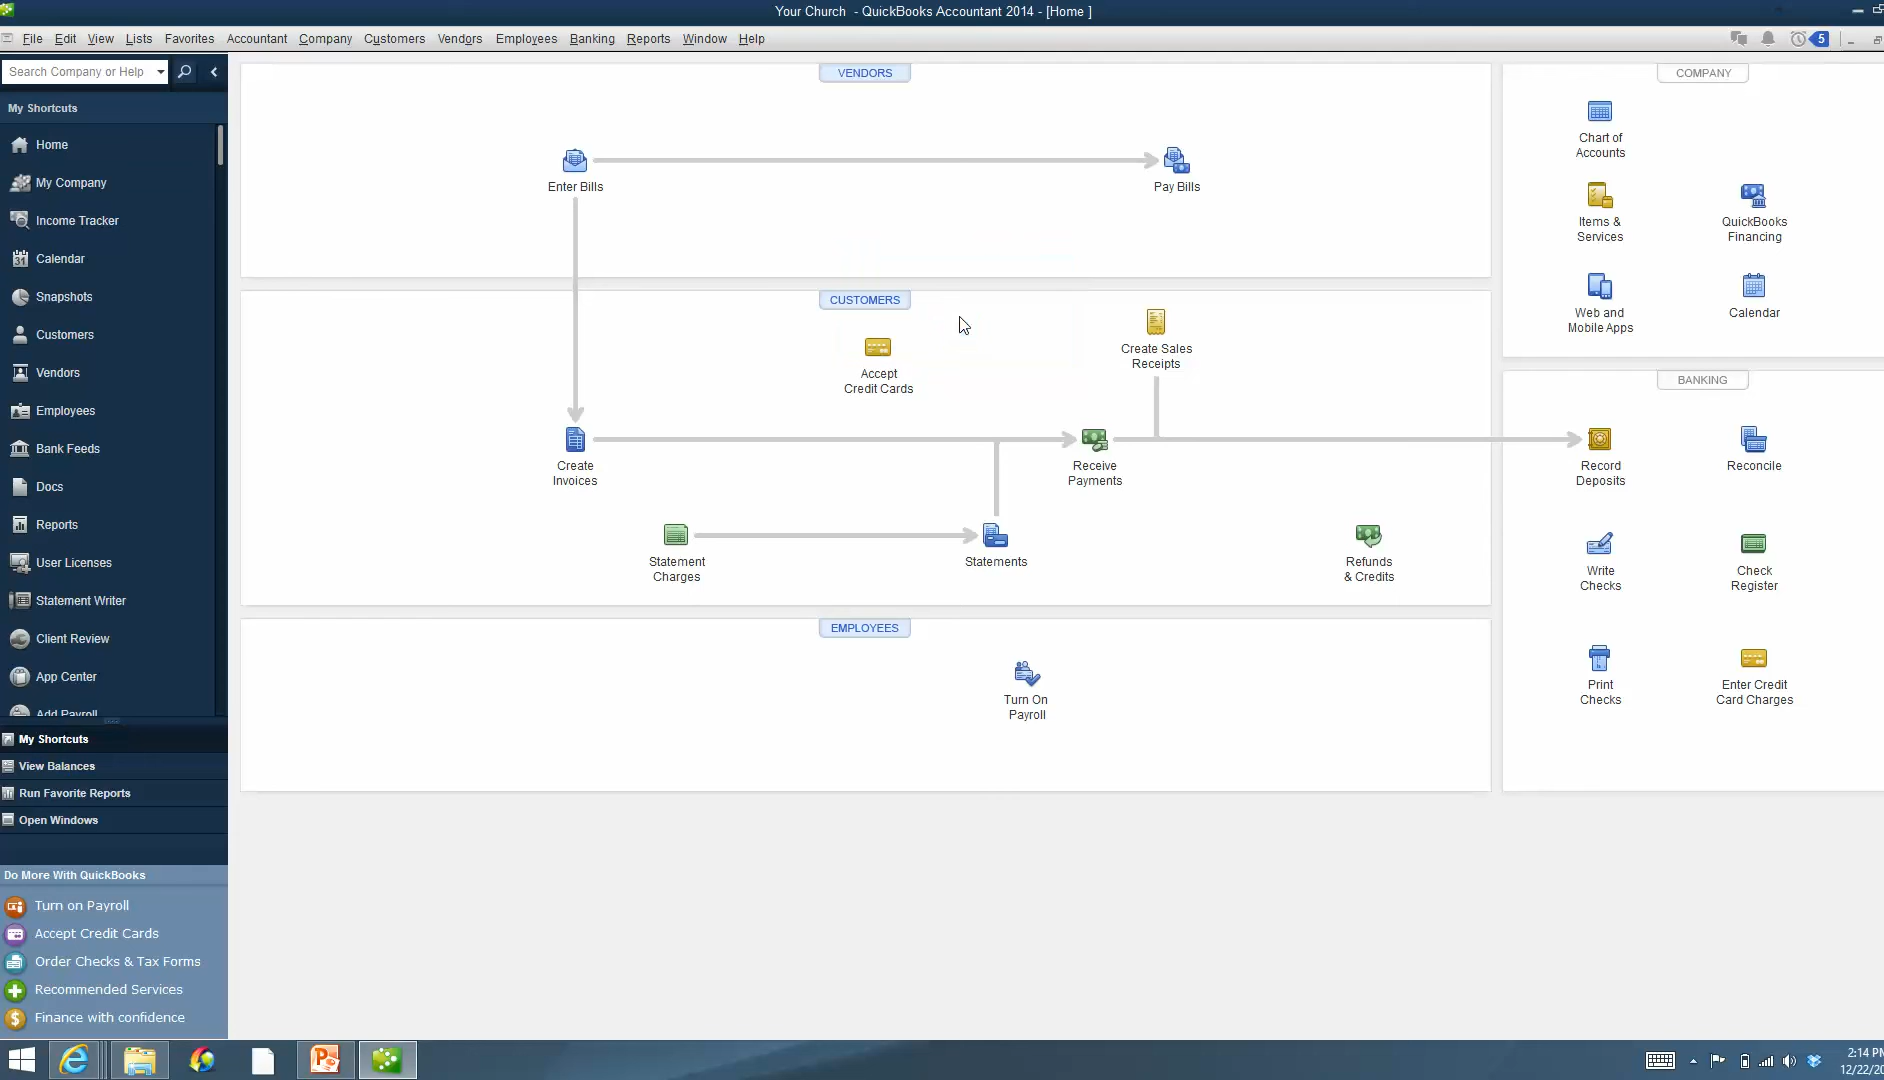 Your Church - QuickBooks Accountant 2014 - [Home ]
File Edit View Lists Favorites Accountant Company Customers Vendors Employees Banking Reports Window Help
5
Search Company or Help
My Shortcuts
Home
My Company
Income Tracker
Calendar
Snapshots
Customers
Vendors
Employees
Bank Feeds
Docs
Reports
User Licenses
Statement Writer
Client Review
App Center
Add Payroll
My Shortcuts
View Balances
Run Favorite Reports
Open Windows
Do More With QuickBooks
Turn on Payroll
Accept Credit Cards
Order Checks & Tax Forms
Recommended Services
Finance with confidence
VENDORS
Enter Bills
Pay Bills
CUSTOMERS
Accept
Credit Cards
Create Sales
Receipts
Create
Invoices
Receive
Payments
Statement
Charges
Statements
Refunds
& Credits
EMPLOYEES
Turn On
Payroll
COMPANY
Chart of
Accounts
Items &
Services
QuickBooks
Financing
Web and
Mobile Apps
Calendar
BANKING
Record
Deposits
Reconcile
Write
Checks
Check
Register
Print
Checks
Enter Credit
Card Charges
2:14 PM
12/22/20